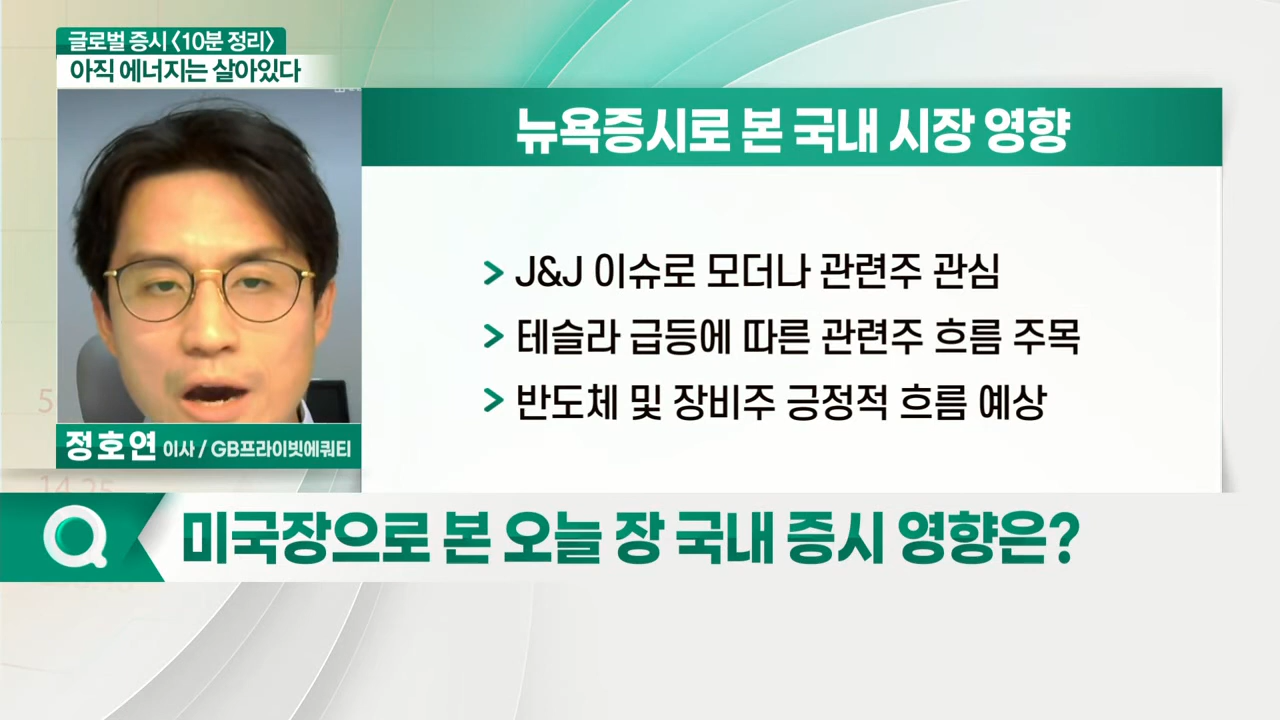 글로벌 증시 <10분 정리>
아직 에너지는 살아있다
뉴욕증시로 본 국내 시장 영향
> J&J 이슈로 모더나 관련주 관심
> 테슬라 급등에 따른 관련주 흐름 주목
> 반도체 및 장비주 긍정적 흐름 예상
정호연 이사 / GB프라이빗에쿼티
Q 미국장으로 본 오늘 장 국내 증시 영향은?